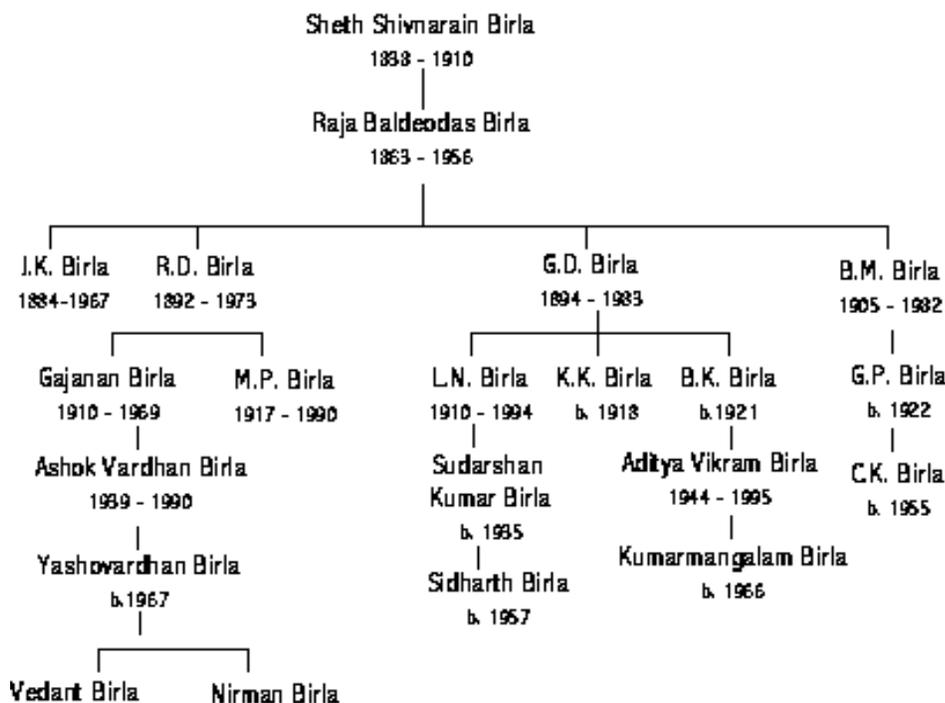 Sheth Shivnarain Birla
1838 - 1910
Raja Baldeodas Birla
1863 - 1956
J.K. Birla
1884-1967
R.D. Birla
1892 - 1973
G.D. Birla
1894 - 1983
B.M. Birla
1905 - 1982
Gajanan Birla
1910 - 1969
M.P. Birla
1917 - 1990
L.N. Birla
1910 - 1994
K.K. Birla
b. 1918
B.K. Birla
b.1921
G.P. Birla
b. 1922
Ashok Vardhan Birla
1939 - 1990
Sudarshan
Kumar Birla
b. 1935
Aditya Vikram Birla
1944 - 1995
C.K. Birla
b. 1955
Yashovardhan Birla
b.1967
Sidharth Birla
b. 1957
Kumarmangalam Birla
b. 1966
Vedant Birla
Nirman Birla